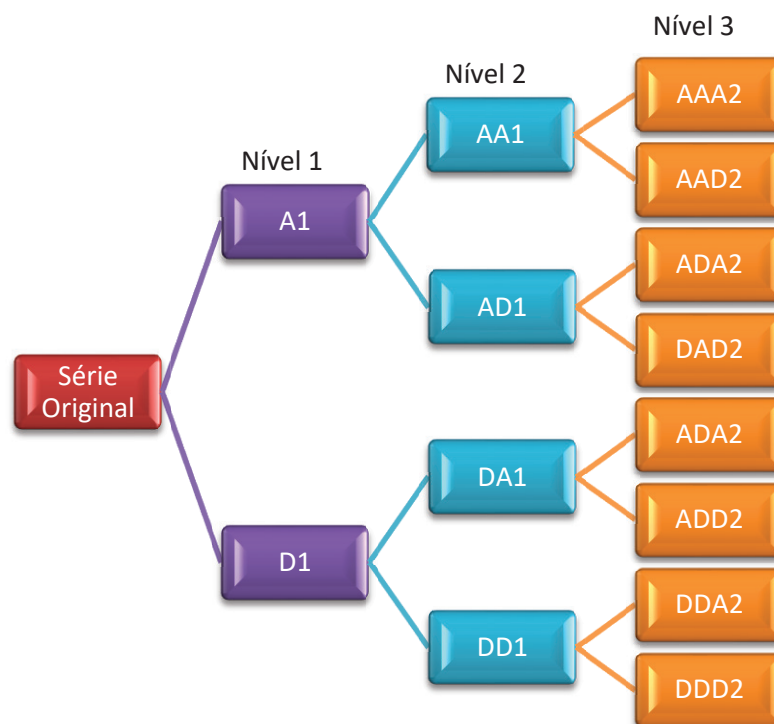 Nível 3
Nível 2
Nível 1
Série
Original
A1
D1
AA1
AD1
DA1
DD1
AAA2
AAD2
ADA2
DAD2
ADA2
ADD2
DDA2
DDD2